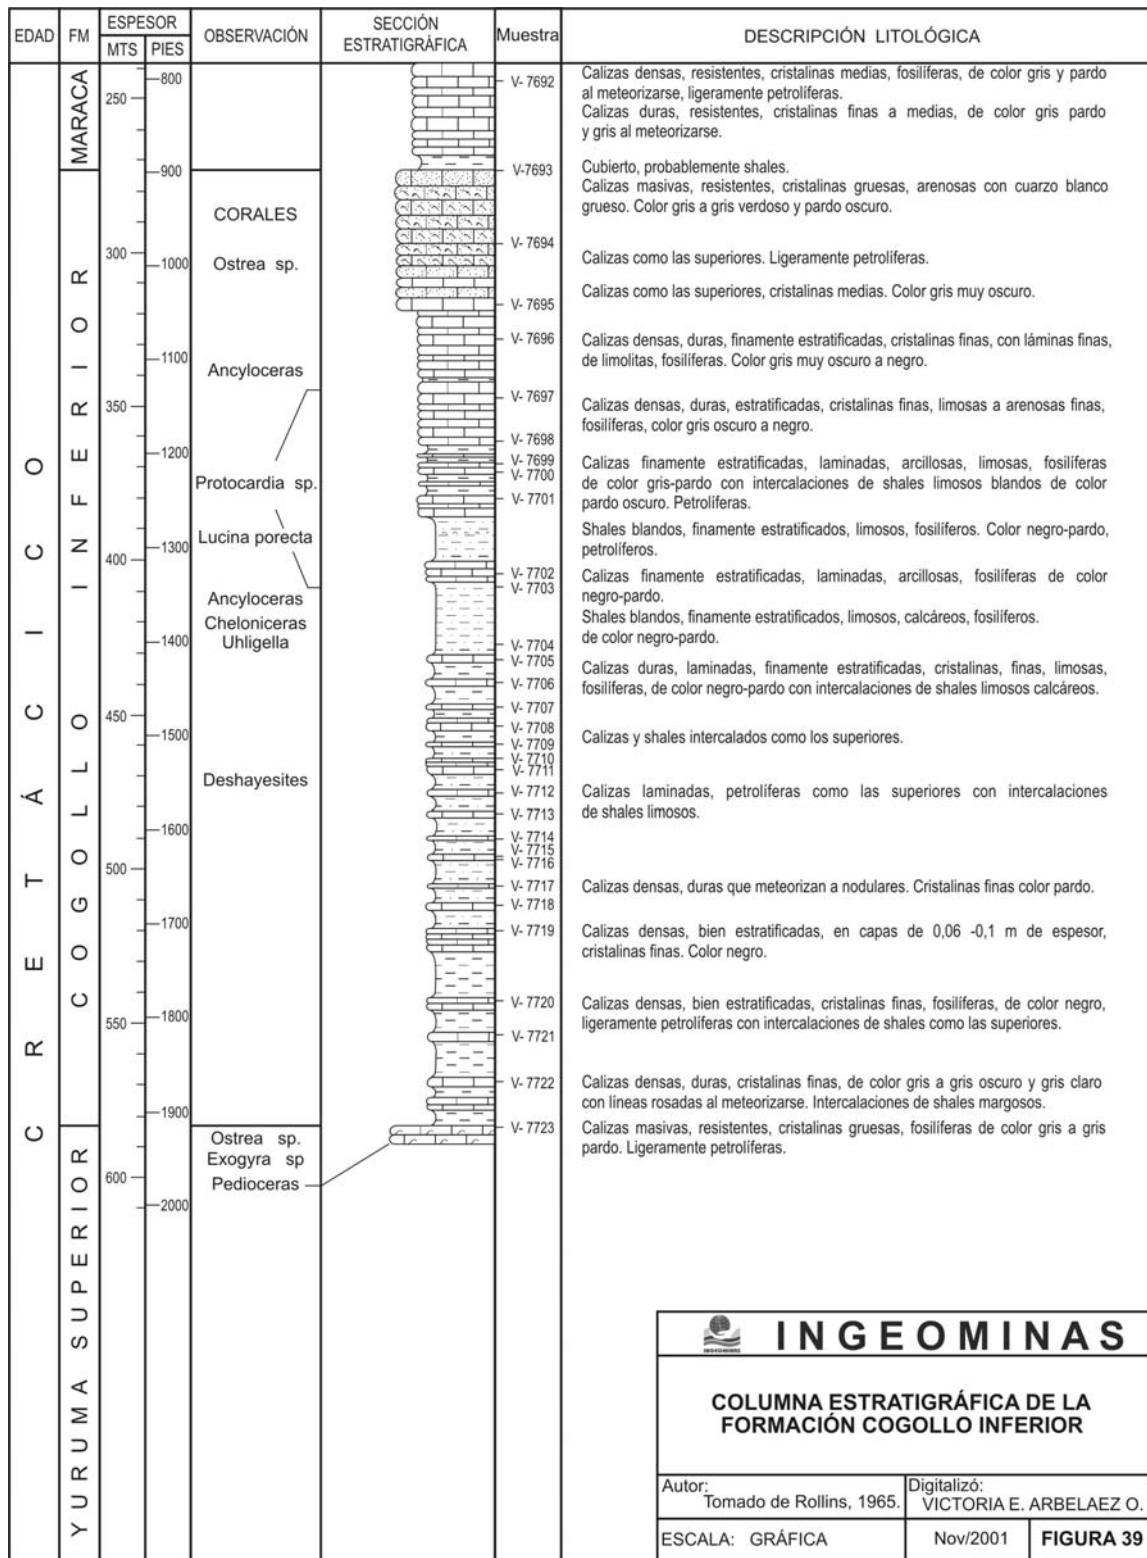 EDAD
FM
ESPESOR
MTS
PIES
OBSERVACIÓN
SECCIÓN
ESTRATIGRÁFICA
Muestra
DESCRIPCIÓN LITOLÓGICA
CRETÁCICO
MARACA
COGOLLO INFERIOR
YURUMA SUPERIOR
250
300
350
400
450
500
550
600
800
900
1000
1100
1200
1300
1400
1500
1600
1700
1800
1900
2000
CORALES
Ostrea sp.
Ancyloceras
Protocardia sp.
Lucina porecta
Ancyloceras
Cheloniceras
Uhligella
Deshayesites
Ostrea sp.
Exogyra sp
Pedioceras
V-7692
V-7693
V- 7694
V- 7695
V- 7696
V- 7697
V- 7698
V- 7699
V- 7700
V- 7701
V- 7702
V- 7703
V- 7704
V- 7705
V- 7706
V- 7707
V- 7708
V- 7709
V- 7710
V- 7711
V- 7712
V- 7713
V- 7714
V- 7715
V- 7716
V- 7717
V- 7718
V- 7719
V- 7720
V- 7721
V- 7722
V- 7723
Calizas densas, resistentes, cristalinas medias, fosilíferas, de color gris y pardo
al meteorizarse, ligeramente petrolíferas.
Calizas duras, resistentes, cristalinas finas a medias, de color gris pardo
y gris al meteorizarse.
Cubierto, probablemente shales.
Calizas masivas, resistentes, cristalinas gruesas, arenosas con cuarzo blanco
grueso. Color gris a gris verdoso y pardo oscuro.
Calizas como las superiores. Ligeramente petrolíferas.
Calizas como las superiores, cristalinas medias. Color gris muy oscuro.
Calizas densas, duras, finamente estratificadas, cristalinas finas, con láminas finas,
de limolitas, fosilíferas. Color gris muy oscuro a negro.
Calizas densas, duras, estratificadas, cristalinas finas, limosas a arenosas finas,
fosilíferas, color gris oscuro a negro.
Calizas finamente estratificadas, laminadas, arcillosas, limosas, fosilíferas
de color gris-pardo con intercalaciones de shales limosos blandos de color
pardo oscuro. Petrolíferas.
Shales blandos, finamente estratificados, limosos, fosilíferos. Color negro-pardo,
petrolíferos.
Calizas finamente estratificadas, laminadas, arcillosas, fosilíferas de color
negro-pardo.
Shales blandos, finamente estratificados, limosos, calcáreos, fosilíferos.
de color negro-pardo.
Calizas duras, laminadas, finamente estratificadas, cristalinas, finas, limosas,
fosilíferas, de color negro-pardo con intercalaciones de shales limosos calcáreos.
Calizas y shales intercalados como los superiores.
Calizas laminadas, petrolíferas como las superiores con intercalaciones
de shales limosos.
Calizas densas, duras que meteorizan a nodulares. Cristalinas finas color pardo.
Calizas densas, bien estratificadas, en capas de 0,06 -0,1 m de espesor,
cristalinas finas. Color negro.
Calizas densas, bien estratificadas, cristalinas finas, fosilíferas, de color negro,
ligeramente petrolíferas con intercalaciones de shales como las superiores.
Calizas densas, duras, cristalinas finas, de color gris a gris oscuro y gris claro
con líneas rosadas al meteorizarse. Intercalaciones de shales margosos.
Calizas masivas, resistentes, cristalinas gruesas, fosilíferas de color gris a gris
pardo. Ligeramente petrolíferas.
INGEOMINAS
INGEOMINAS
COLUMNA ESTRATIGRÁFICA DE LA
FORMACIÓN COGOLLO INFERIOR
Autor:
Tomado de Rollins, 1965.
Digitalizó:
VICTORIA E. ARBELAEZ O.
ESCALA: GRÁFICA
Nov/2001
FIGURA 39